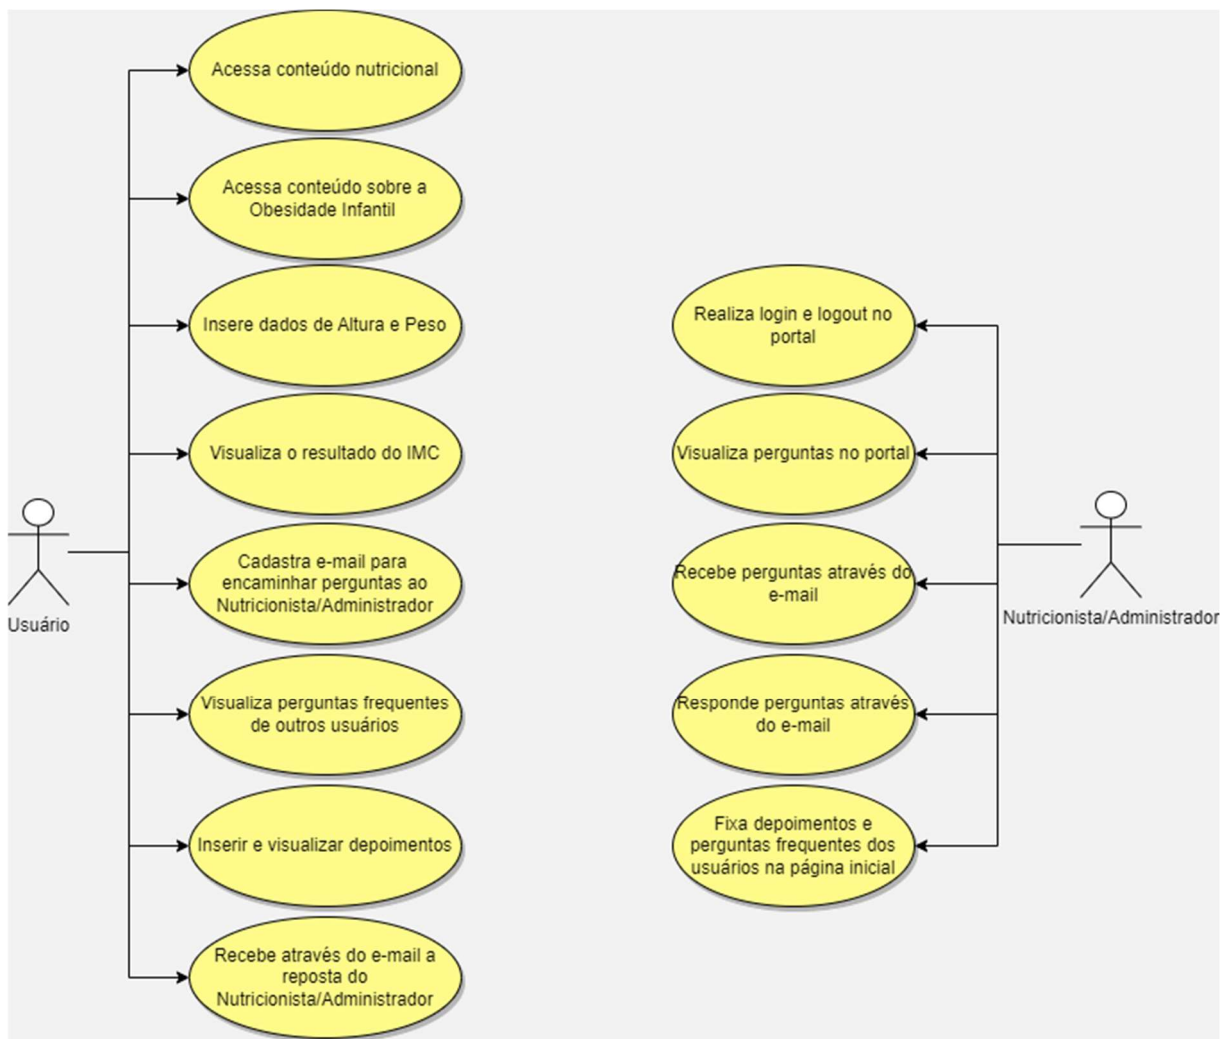 Acessa conteúdo nutricional
Acessa conteúdo sobre a
Obesidade Infantil
Insere dados de Altura e Peso
Visualiza o resultado do IMC
Cadastra e-mail para
encaminhar perguntas ao
Nutricionista/Administrador
Usuário
Visualiza perguntas frequentes
de outros usuários
Inserir e visualizar depoimentos
Recebe através do e-mail a
reposta do
Nutricionista/Administrador
Realiza login e logout no
portal
Visualiza perguntas no portal
Recebe perguntas através do
e-mail
Responde perguntas através
do e-mail
Fixa depoimentos e
perguntas frequentes dos
usuários na página inicial
Nutricionista/Administrador